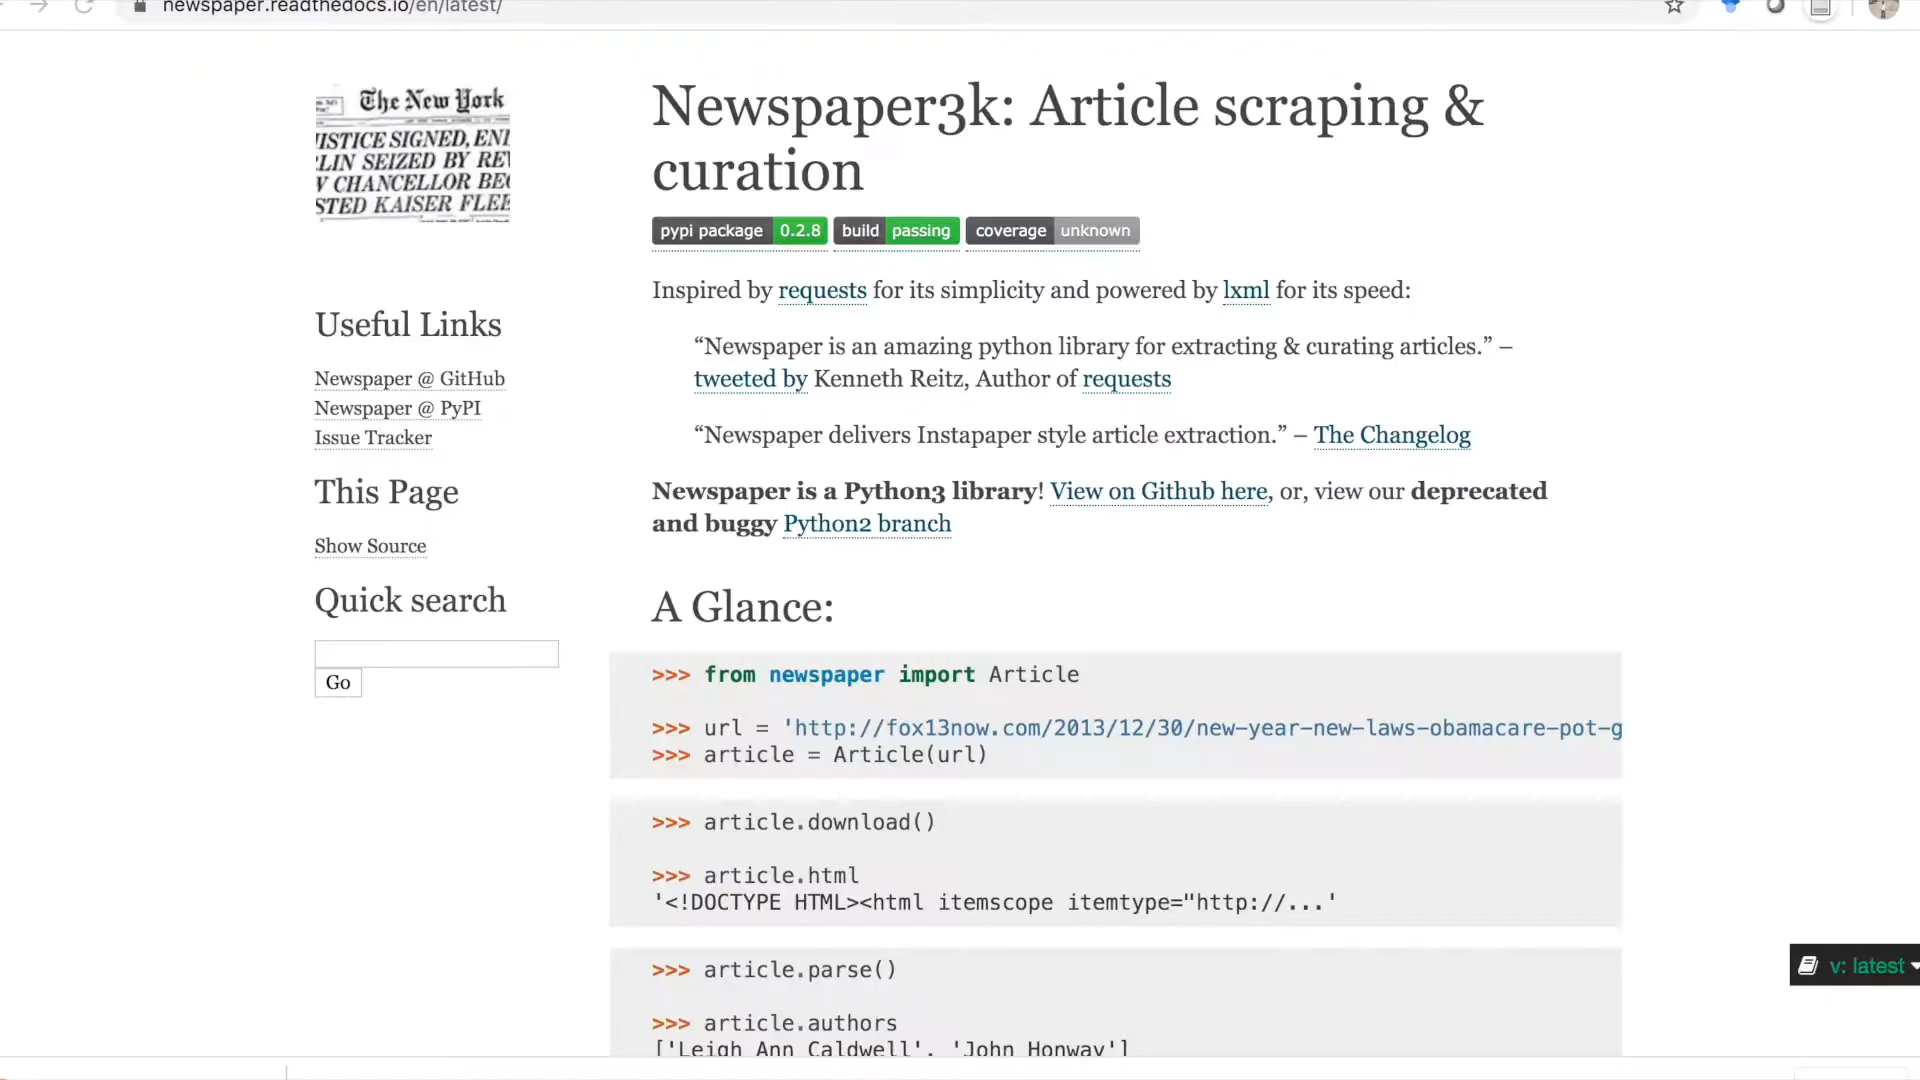 newspaper.readthedocs.io/en/latest/
The New York
ISTICE SIGNED, EN
LIN SEIZED BY REV
V CHANCELLOR BE
STED KAISER FLEE
Useful Links
Newspaper @ GitHub
Newspaper @ PyPI
Issue Tracker
This Page
Show Source
Quick search
Go
Newspaper3k: Article scraping &
curation
pypi package 0.2.8 build passing coverage unknown
Inspired by requests for its simplicity and powered by lxml for its speed:
“Newspaper is an amazing python library for extracting & curating articles.” –
tweeted by Kenneth Reitz, Author of requests
“Newspaper delivers Instapaper style article extraction.” – The Changelog
Newspaper is a Python3 library! View on Github here, or, view our deprecated
and buggy Python2 branch
A Glance:
>>> from newspaper import Article
>>> url = 'http://fox13now.com/2013/12/30/new-year-new-laws-obamacare-pot-g
>>> article = Article(url)
>>> article.download()
>>> article.html
'<!DOCTYPE HTML><html itemscope itemtype="http://...'
>>> article.parse()
>>> article.authors
['Leigh Ann Caldwell', 'John Honway']
v: latest